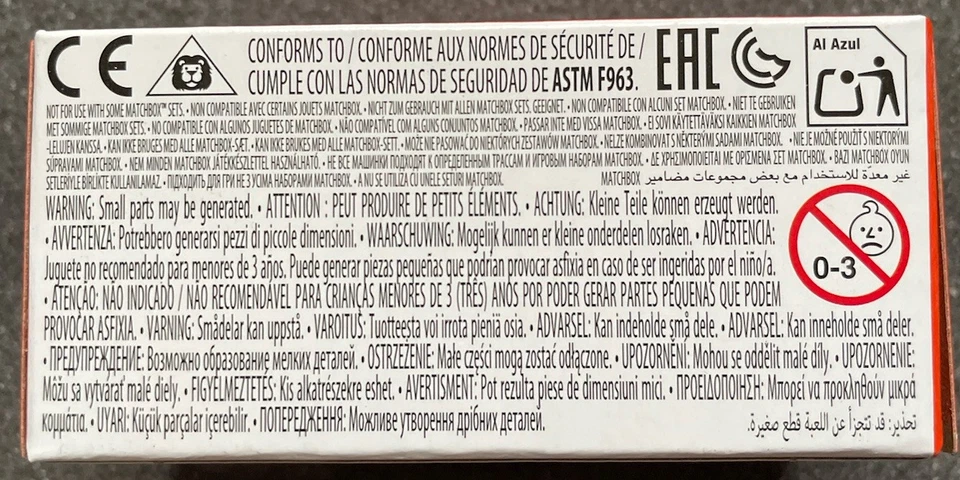 CE
CONFORMS TO / CONFORME AUX NORMES DE SÉCURITÉ DE /
CUMPLE CON LAS NORMAS DE SEGURIDAD DE ASTM F963.
EAC
Al Azul
NOT FOR USE WITH SOME MATCHBOX™ SETS. • NON COMPATIBLE AVEC CERTAINS JOUETS MATCHBOX. • NICHT ZUM GEBRAUCH MIT ALLEN MATCHBOX SETS. GEEIGNET. • NON COMPATIBILE CON ALCUNI SET MATCHBOX. • NIET TE GEBRUIKEN
MET SOMMIGE MATCHBOX SETS. • NO COMPATIBLE CON ALGUNOS JUGUETES DE MATCHBOX. • NÃO COMPATÍVEL COM ALGUNS CONJUNTOS MATCHBOX. • PASSAR INTE MED VISSA MATCHBOX. • EI SOVI KÄYTETTÄVÄKSI KAIKKIEN MATCHBOX
-LELUJEN KANSSA. • KAN IKKE BRUGES MED ALLE MATCHBOX-SÆT. • KAN IKKE BRUKES MED ALLE MATCHBOX-SETT. • MOŻE NIE PASOWAĆ DO NIEKTÓRYCH ZESTAWÓW MATCHBOX. • NELZE KOMBINOVAT S NĚKTERÝMI SADAMI MATCHBOX. • NIE JE MOŽNÉ POUŽIŤ S NIEKTORÝMI
SÚPRAVAMI MATCHBOX. • NEM MINDEN MATCHBOX JÁTÉKKÉSZLETTEL HASZNÁLHATÓ. • НЕ ВСЕ МАШИНКИ ПОДХОДЯТ К ОПРЕДЕЛЕННЫМ ТРАССАМ И ИГРОВЫМ НАБОРАМ MATCHBOX. • ΔΕ ΧΡΗΣΙΜΟΠΟΙΕΙΤΑΙ ΜΕ ΟΡΙΣΜΕΝΑ ΣΕΤ MATCHBOX. • BAZI MATCHBOX OYUN
SETLERIYLE BİRLİKTE KULLANILAMAZ. • ПІДХОДИТЬ ДЛЯ ГРИ НЕ З УСІМА НАБОРАМИ MATCHBOX. • A NU SE UTILIZA CU UNELE SETURI MATCHBOX. غير معدّة للاستخدام مع بعض مجموعات مضامير MATCHBOX
WARNING: Small parts may be generated. • ATTENTION : PEUT PRODUIRE DE PETITS ÉLÉMENTS. • ACHTUNG: Kleine Teile können erzeugt werden.
• AVVERTENZA: Potrebbero generarsi pezzi di piccole dimensioni. • WAARSCHUWING: Mogelijk kunnen er kleine onderdelen losraken. • ADVERTENCIA:
Juguete no recomendado para menores de 3 años. Puede generar piezas pequeñas que podrían provocar asfixia en caso de ser ingeridas por el niño/a.
• ATENÇÃO: NÃO INDICADO / NÃO RECOMENDÁVEL PARA CRIANÇAS MENORES DE 3 (TRÊS) ANOS POR PODER GERAR PARTES PEQUENAS QUE PODEM
PROVOCAR ASFIXIA. • VARNING: Smådelar kan uppstå. • VAROITUS: Tuotteesta voi irrota pieniä osia. • ADVARSEL: Kan indeholde små dele. • ADVARSEL: Kan inneholde små deler.
0-3
• ПРЕДУПРЕЖДЕНИЕ: Возможно образование мелких деталей. • OSTRZEŻENIE: Małe części mogą zostać odłączone. • UPOZORNĚNÍ: Mohou se oddělit malé díly. • UPOZORNENIE:
Môžu sa vytvárať malé diely. • FIGYELMEZTETÉS: Kis alkatrészekre eshet. • AVERTISMENT: Pot rezulta piese de dimensiuni mici. • ΠΡΟΕΙΔΟΠΟΙΗΣΗ: Μπορεί να προκληθούν μικρά
κομμάτια. • UYARI: Küçük parçalar içerebilir. • ПОПЕРЕДЖЕННЯ: Можливе утворення дрібних деталей. تحذير: قد تتجزأ عن اللعبة قطع صغيرة.